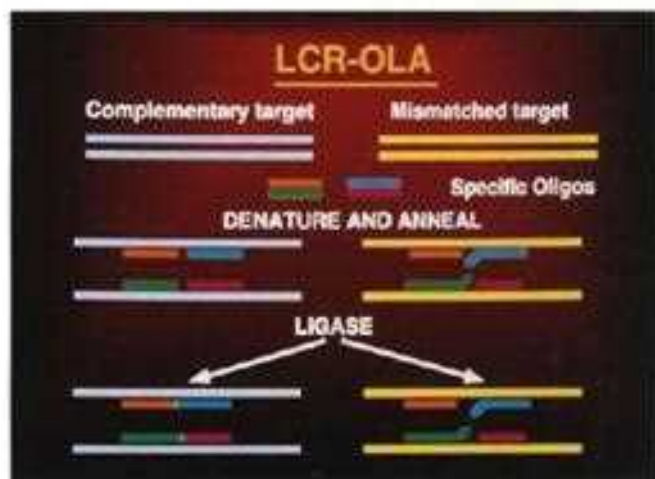 LCR-OLA
Complementary target Mismatched target
Specific Oligos
DENATURE AND ANNEAL
LIGASE